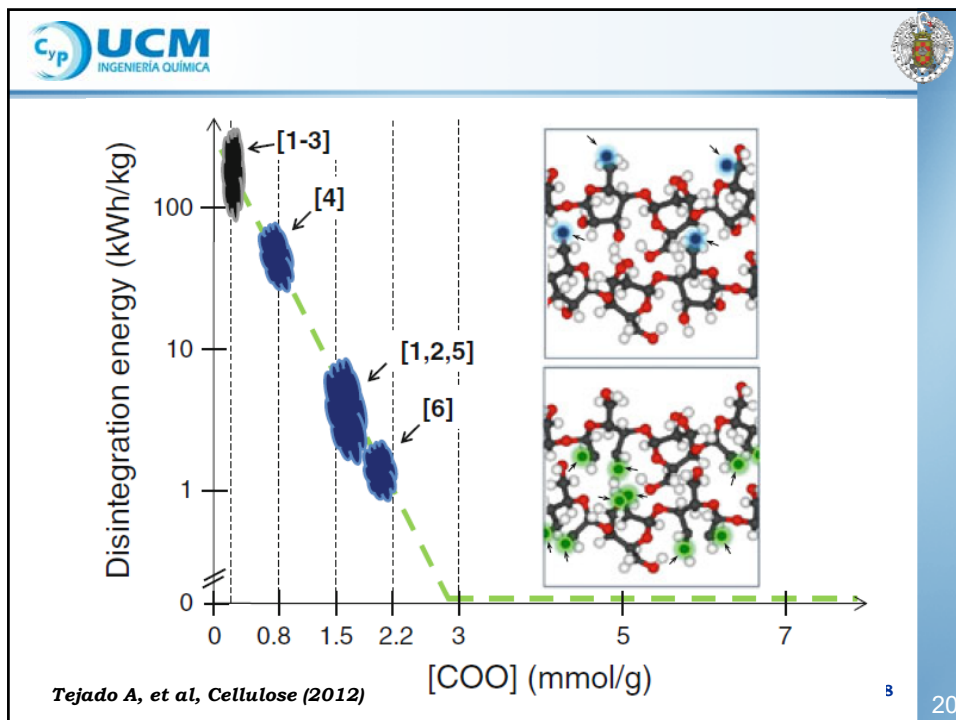 CyP UCM
INGENIERÍA QUÍMICA
Disintegration energy (kWh/kg)
100
10
1
0
[1-3]
[4]
[1,2,5]
[6]
0 0.8 1.5 2.2 3 5 7
[COO] (mmol/g)
Tejado A, et al, Cellulose (2012)
8
20